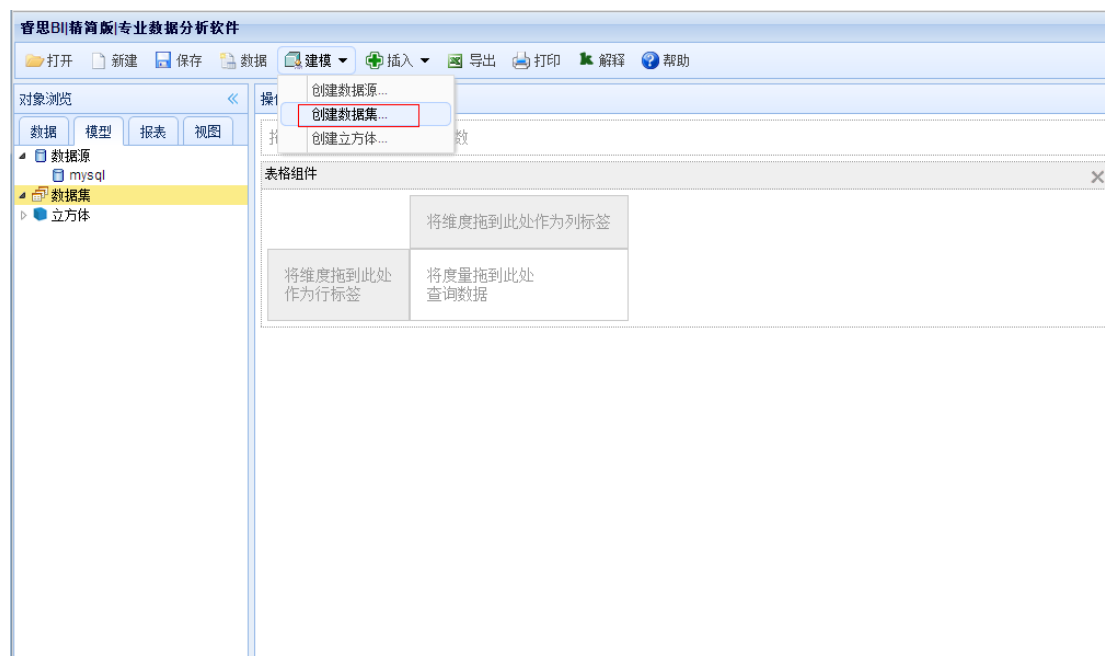 睿思BI|精简版|专业数据分析软件
打开 新建 保存 数据 建模 插入 导出 打印 解释 帮助
对象浏览
创建数据源...
创建数据集...
创建立方体...
数据 模型 报表 视图
数据源
mysql
数据集
立方体
数
表格组件
将维度拖到此处作为列标签
将维度拖到此处
作为行标签
将度量拖到此处
查询数据